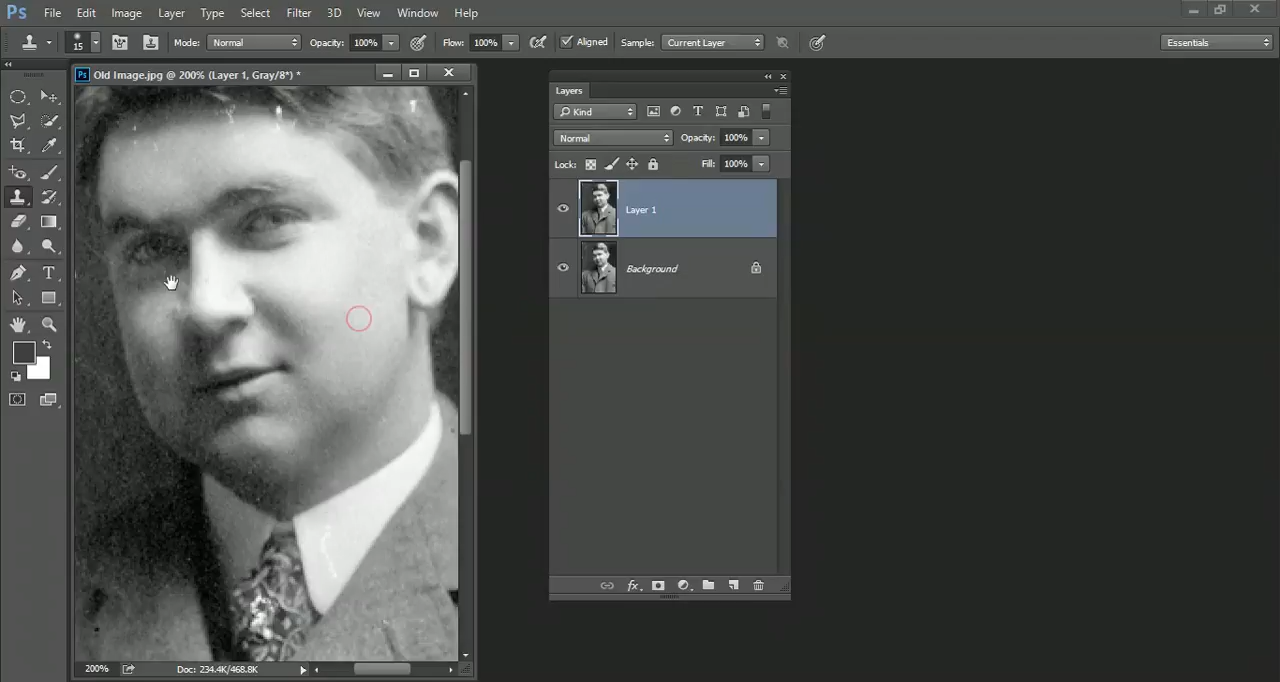 Ps File Edit Image Layer Type Select Filter 3D View Window Help
15 Mode: Normal Opacity: 100% Flow: 100% Aligned Sample: Current Layer Essentials
Ps Old Image.jpg @ 200% (Layer 1, Gray/8*) *
Layers
Kind T
Normal Opacity: 100%
Lock: Fill: 100%
Layer 1
Background
T
fx
200% Doc: 234.4K/468.8K